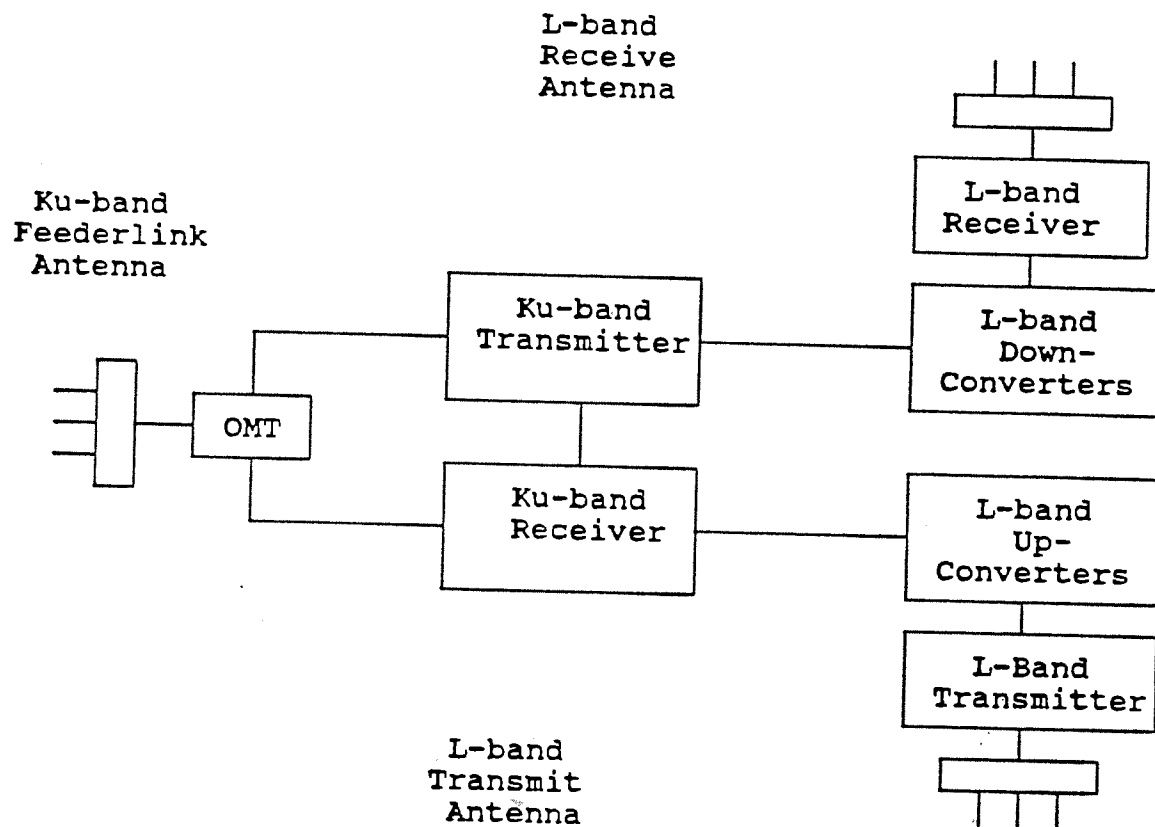 L-band
Receive
Antenna
Ku-band
Feederlink
Antenna
L-band
Receiver
Ku-band
Transmitter
L-band
Down-
Converters
OMT
Ku-band
Receiver
L-band
Up-
Converters
L-Band
Transmitter
L-band
Transmit
Antenna